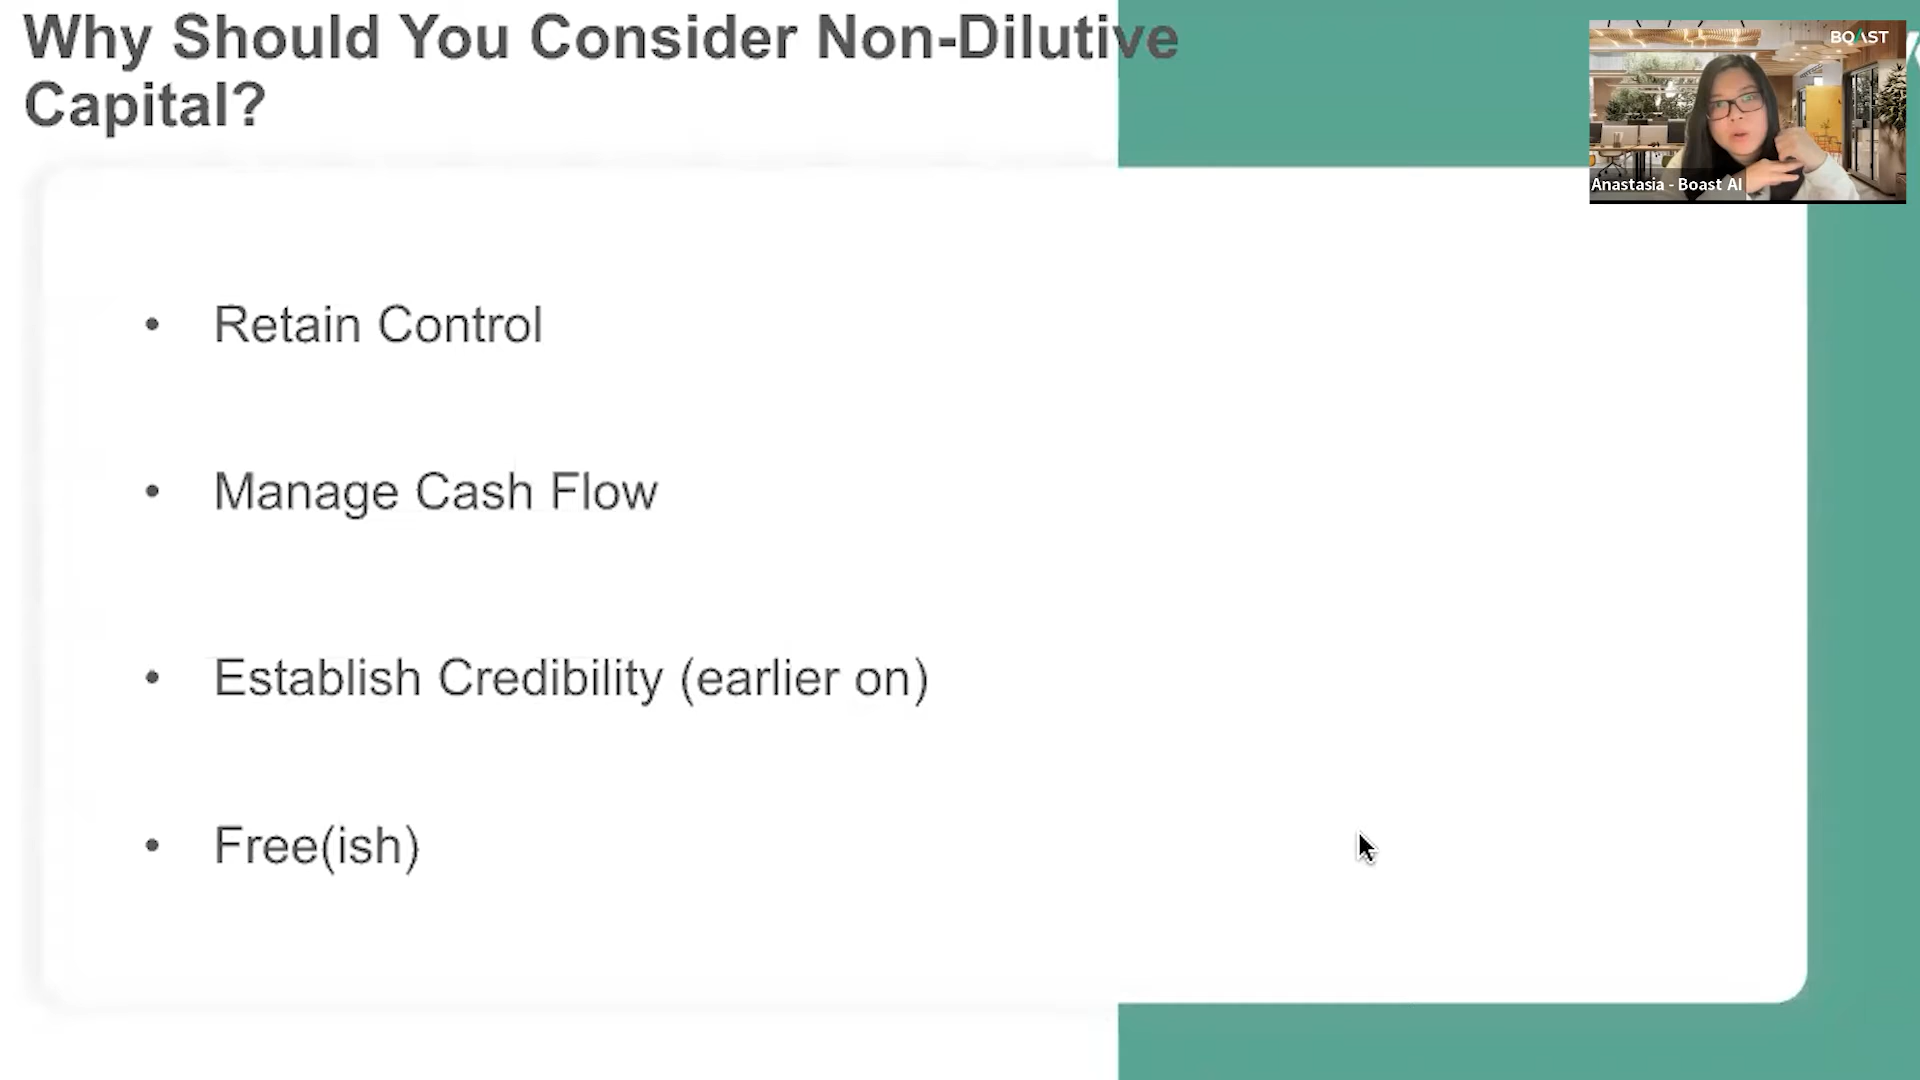 Why Should You Consider Non-Dilutive
Capital?
BOAST
Anastasia - Boast AI
• Retain Control
• Manage Cash Flow
• Establish Credibility (earlier on)
• Free(ish)